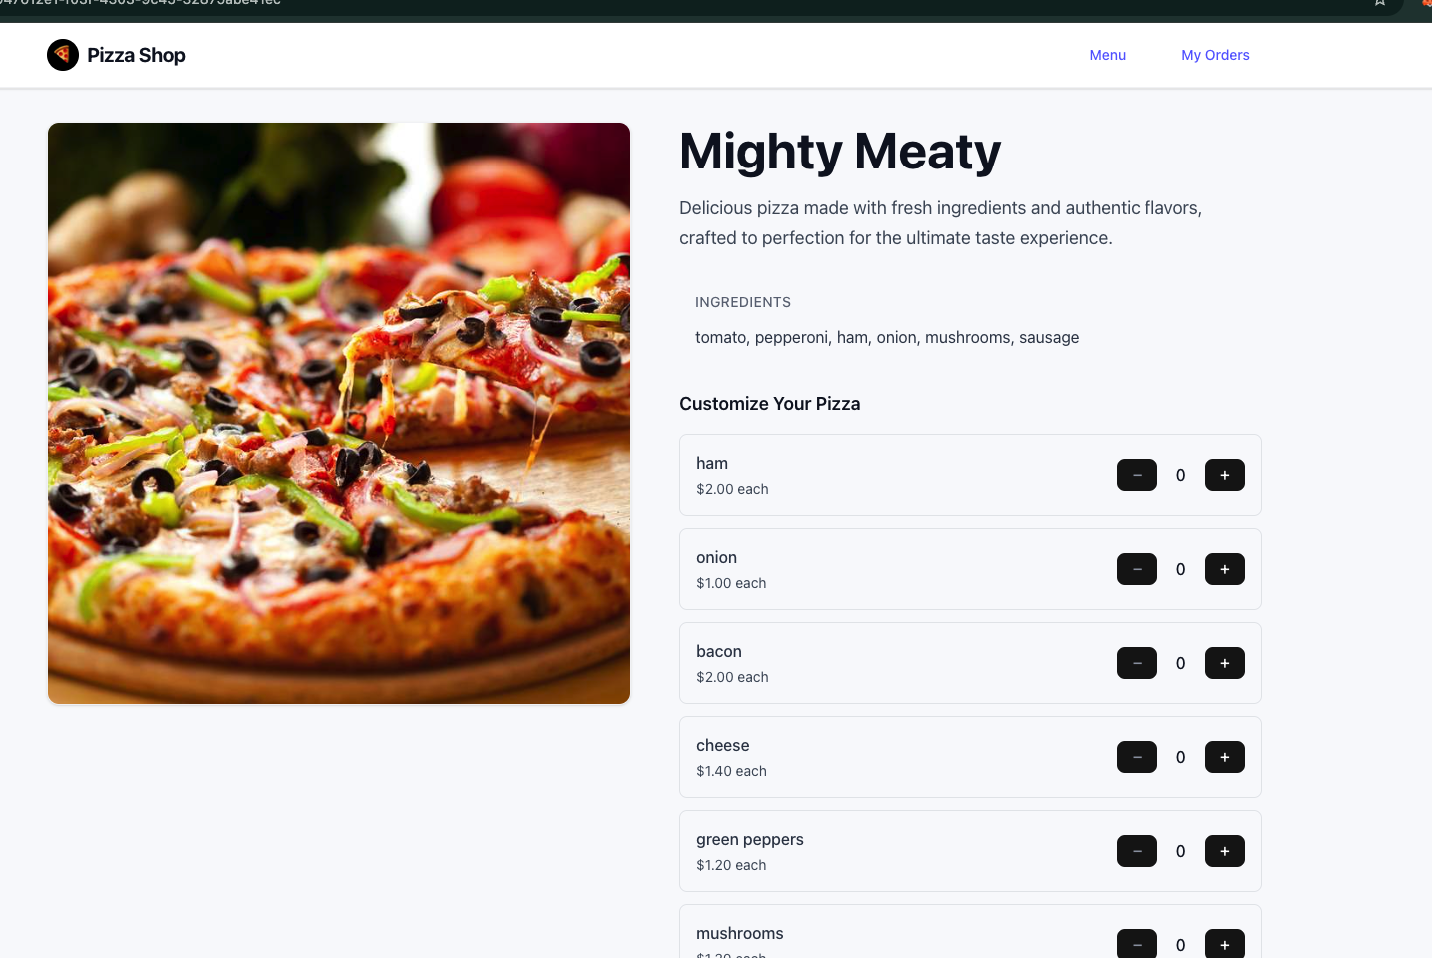 Pizza Shop
Menu
My Orders
Mighty Meaty
Delicious pizza made with fresh ingredients and authentic flavors,
crafted to perfection for the ultimate taste experience.
INGREDIENTS
tomato, pepperoni, ham, onion, mushrooms, sausage
Customize Your Pizza
ham
$2.00 each
− 0 +
onion
$1.00 each
− 0 +
bacon
$2.00 each
− 0 +
cheese
$1.40 each
− 0 +
green peppers
$1.20 each
− 0 +
mushrooms
− 0 +